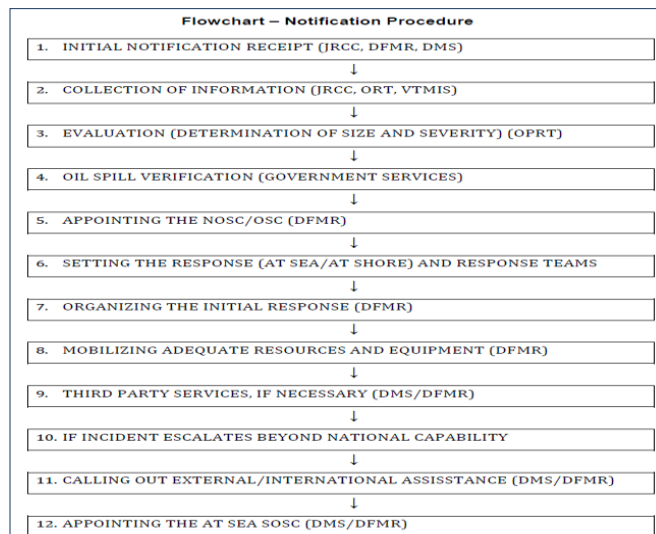 Flowchart – Notification Procedure
1. INITIAL NOTIFICATION RECEIPT (JRCC, DFMR, DMS)
↓
2. COLLECTION OF INFORMATION (JRCC, ORT, VTMIS)
↓
3. EVALUATION (DETERMINATION OF SIZE AND SEVERITY) (OPRT)
↓
4. OIL SPILL VERIFICATION (GOVERNMENT SERVICES)
↓
5. APPOINTING THE NOSC/OSC (DFMR)
↓
6. SETTING THE RESPONSE (AT SEA/AT SHORE) AND RESPONSE TEAMS
↓
7. ORGANIZING THE INITIAL RESPONSE (DFMR)
↓
8. MOBILIZING ADEQUATE RESOURCES AND EQUIPMENT (DFMR)
↓
9. THIRD PARTY SERVICES, IF NECESSARY (DMS/DFMR)
↓
10. IF INCIDENT ESCALATES BEYOND NATIONAL CAPABILITY
↓
11. CALLING OUT EXTERNAL/INTERNATIONAL ASSISSTANCE (DMS/DFMR)
↓
12. APPOINTING THE AT SEA SOSC (DMS/DFMR)